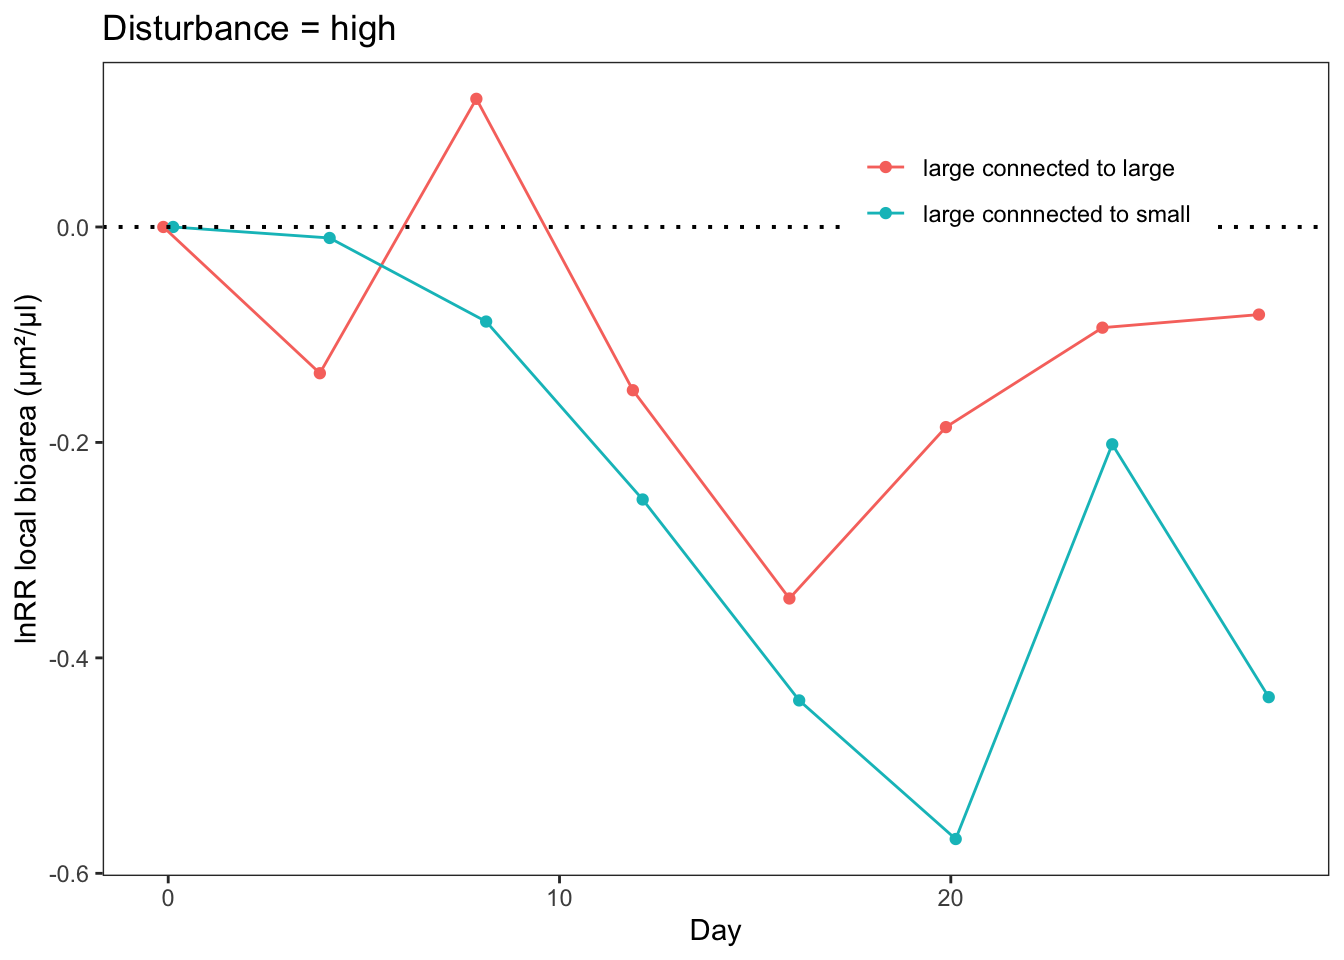 Disturbance = high
large connected to large
large connnected to small
0.0
-0.2
-0.4
-0.6
lnRR local bioarea (μm²/μl)
0
10
20
Day